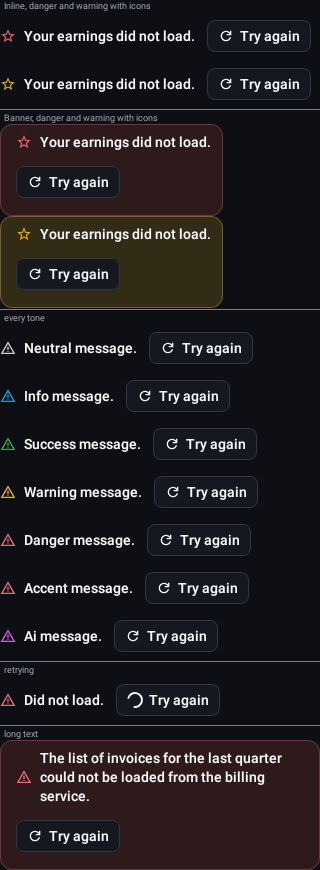 Inline, danger and warning with icons
Your earnings did not load. Try again
Your earnings did not load. Try again
Banner, danger and warning with icons
Your earnings did not load.
Try again
Your earnings did not load.
Try again
every tone
Neutral message. Try again
Info message. Try again
Success message. Try again
Warning message. Try again
Danger message. Try again
Accent message. Try again
Ai message. Try again
retrying
Did not load. Try again
long text
The list of invoices for the last quarter
could not be loaded from the billing
service.
Try again